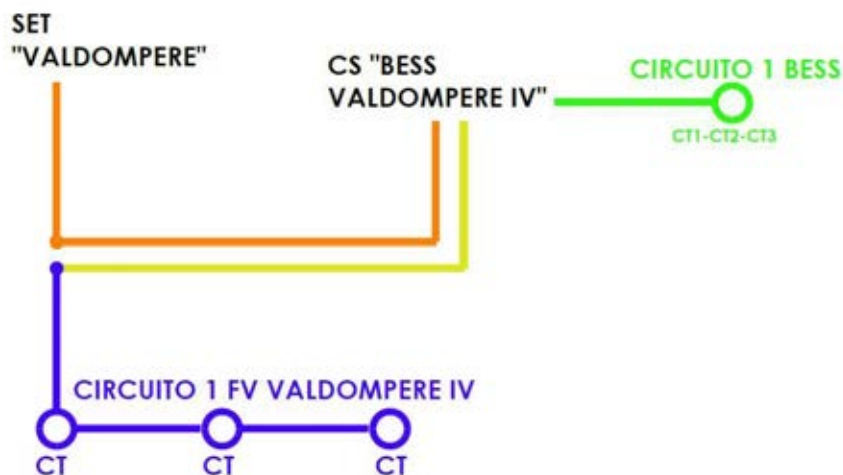 SET
"VALDOMPERE"
CS "BESS
VALDOMPERE IV"
CIRCUITO 1 BESS
CT1-CT2-CT3
CIRCUITO 1 FV VALDOMPERE IV
CT
CT
CT